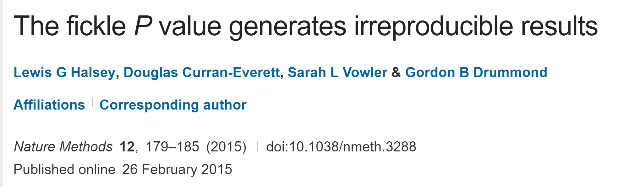 The fickle P value generates irreproducible results
Lewis G Halsey, Douglas Curran-Everett, Sarah L Vowler & Gordon B Drummond
Affiliations | Corresponding author
Nature Methods 12, 179–185 (2015) | doi:10.1038/nmeth.3288
Published online 26 February 2015